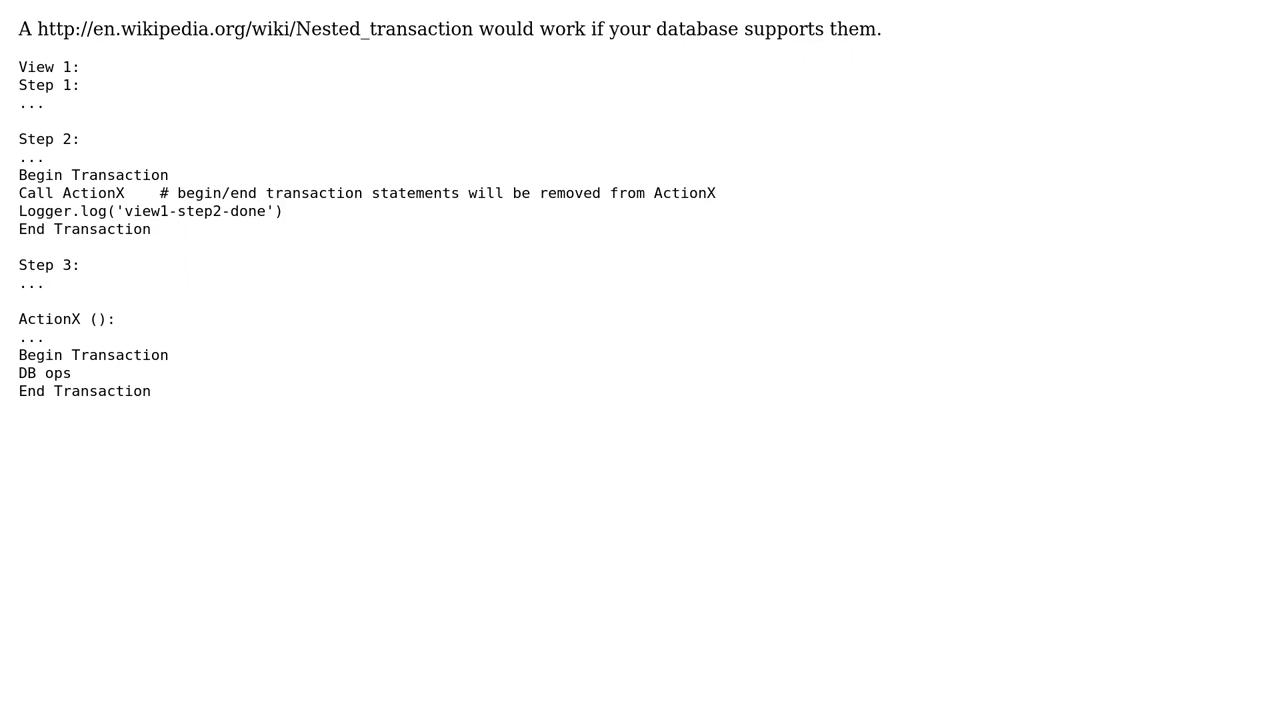 A http://en.wikipedia.org/wiki/Nested_transaction would work if your database supports them.
View 1:
Step 1:
...
Step 2:
...
Begin Transaction
Call ActionX    # begin/end transaction statements will be removed from ActionX
Logger.log('view1-step2-done')
End Transaction
Step 3:
...
ActionX ():
...
Begin Transaction
DB ops
End Transaction